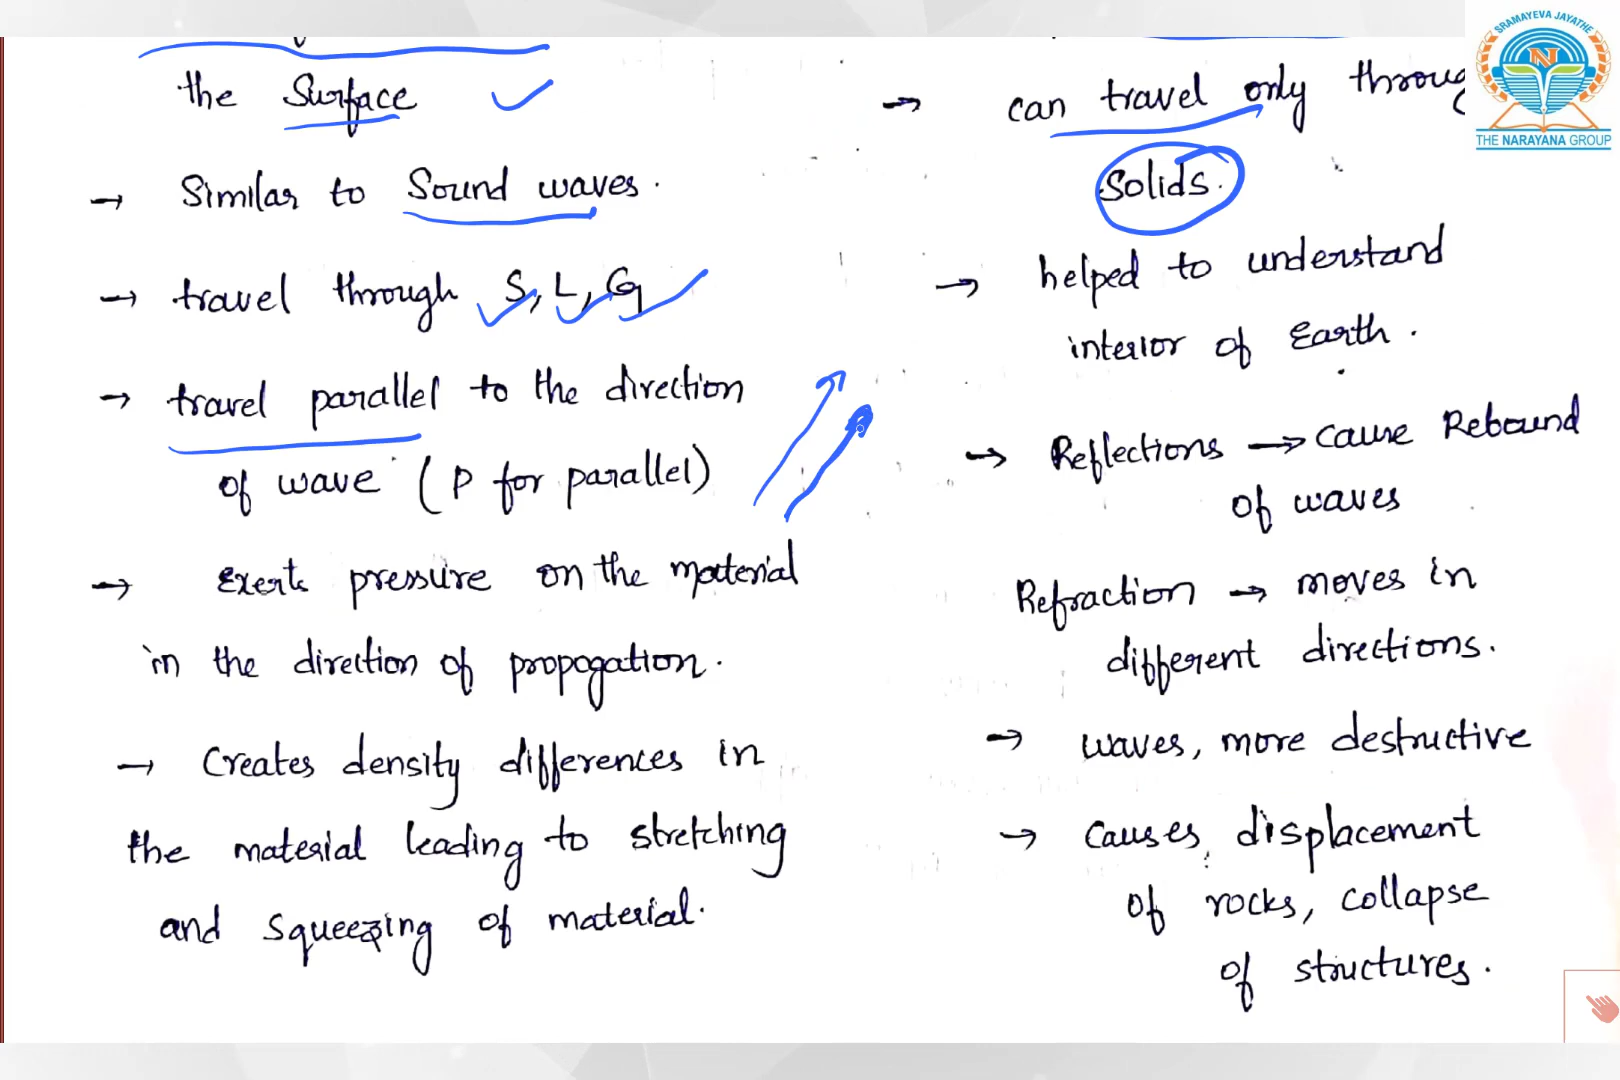 the Surface
→ Similar to Sound waves.
→ travel through S, L, G
→ travel parallel to the direction
of wave (P for parallel)
→ Exerts pressure on the material
in the direction of propogation.
→ Creates density differences in
the material leading to stretching
and squeezing of material.
→ can travel only
Solids.
→ helped to understand
interior of Earth.
→ Reflections → cause Rebound
of waves
Refraction → moves in
different directions.
→ waves, more destructive
→ Causes displacement
of rocks, collapse
of structures.
SRAMAYEVA JAYATHE
N
THE NARAYANA GROUP